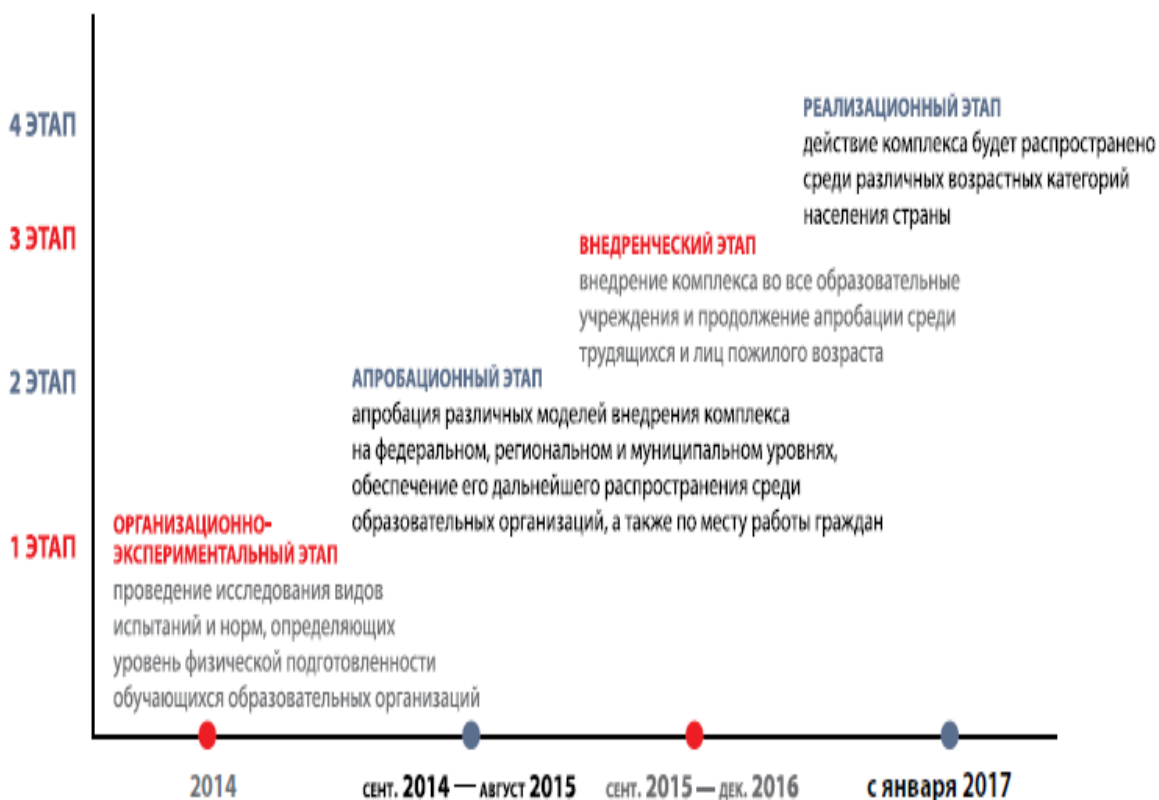 4 ЭТАП
РЕАЛИЗАЦИОННЫЙ ЭТАП
действие комплекса будет распространено
среди различных возрастных категорий
населения страны
3 ЭТАП
ВНЕДРЕНЧЕСКИЙ ЭТАП
внедрение комплекса во все образовательные
учреждения и продолжение апробации среди
трудящихся и лиц пожилого возраста
2 ЭТАП
АПРОБАЦИОННЫЙ ЭТАП
апробация различных моделей внедрения комплекса
на федеральном, региональном и муниципальном уровнях,
обеспечение его дальнейшего распространения среди
образовательных организаций, а также по месту работы граждан
1 ЭТАП
ОРГАНИЗАЦИОННО-
ЭКСПЕРИМЕНТАЛЬНЫЙ ЭТАП
проведение исследования видов
испытаний и норм, определяющих
уровень физической подготовленности
обучающихся образовательных организаций
2014
СЕНТ. 2014 — АВГУСТ 2015
СЕНТ. 2015 — ДЕК. 2016
с января 2017